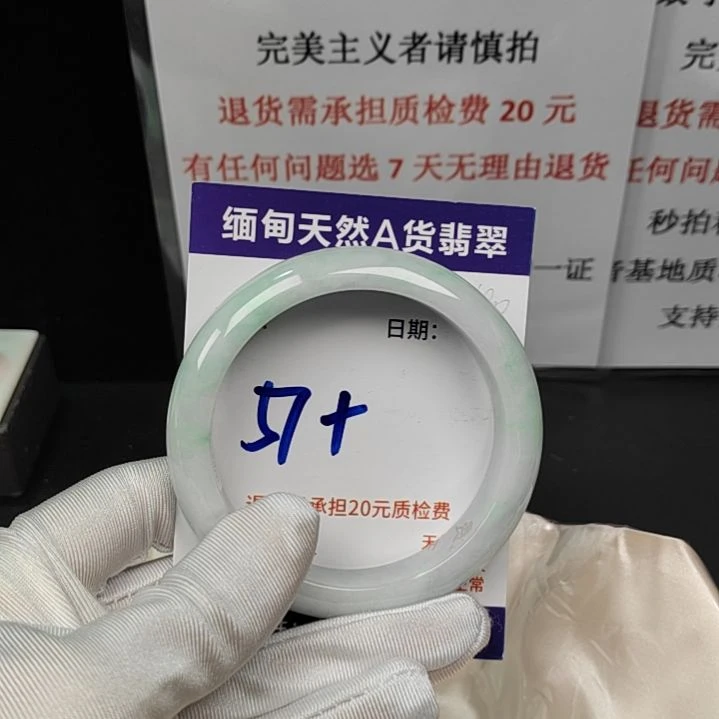 完美主义者请慎拍
退货需承担质检费 20 元
有任何问题选 7 天无理由退货
一证
完
退货需
任何问
秒拍
基地质
支持
缅甸天然A货翡翠
日期：
51+
承担20元质检费
天
常